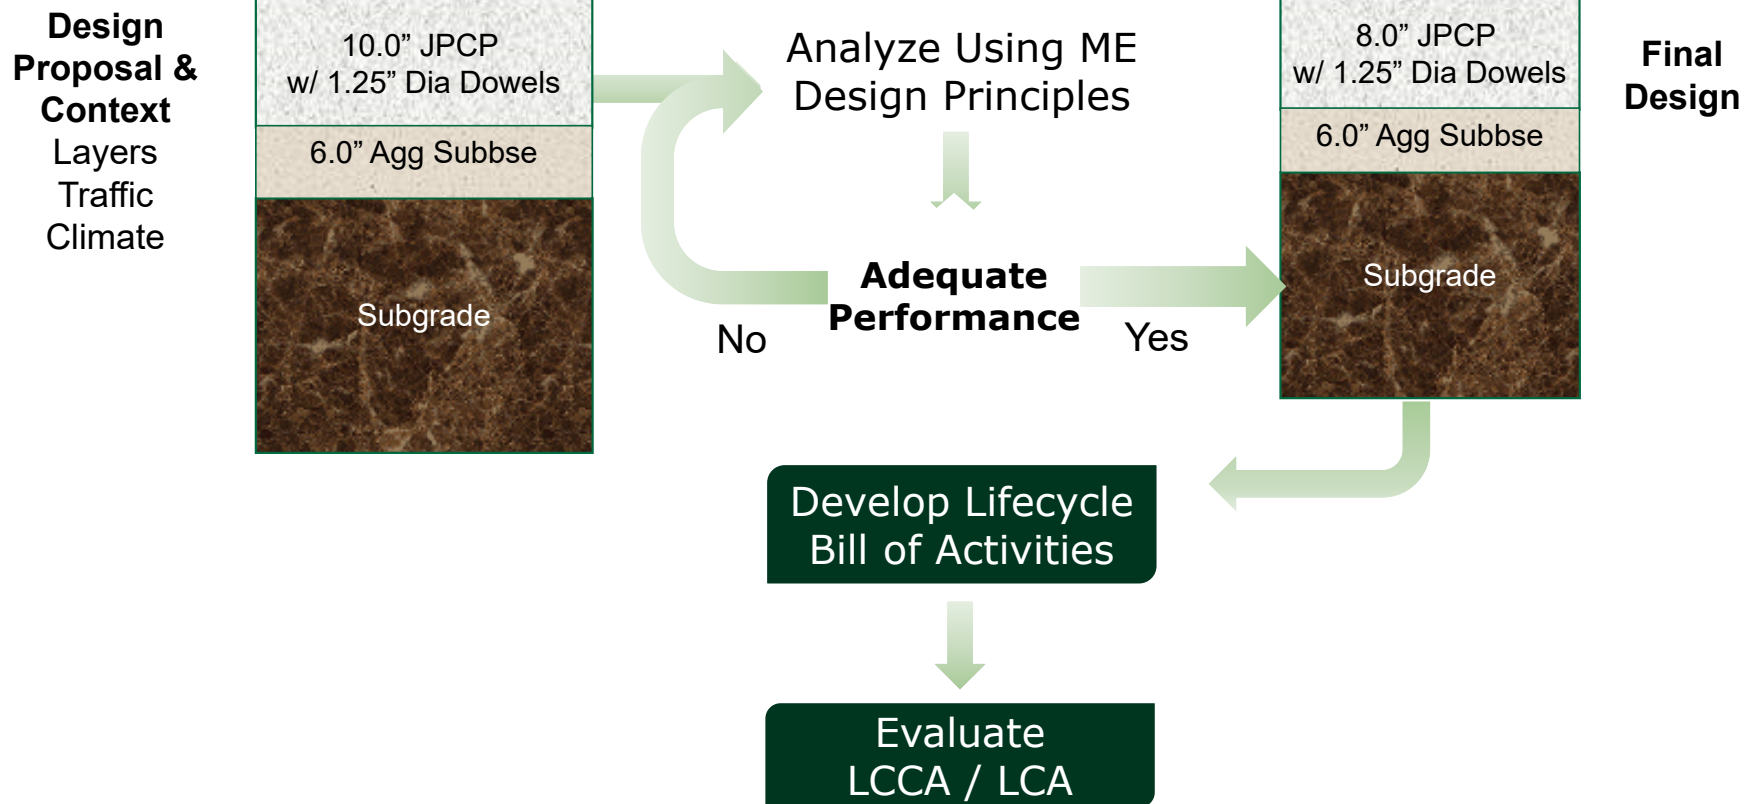 Design
Proposal &
Context
Layers
Traffic
Climate
10.0” JPCP
w/ 1.25” Dia Dowels
6.0” Agg Subbse
Subgrade
Analyze Using ME
Design Principles
Adequate
Performance
No
Yes
8.0” JPCP
w/ 1.25” Dia Dowels
6.0” Agg Subbse
Subgrade
Final
Design
Develop Lifecycle
Bill of Activities
Evaluate
LCCA / LCA